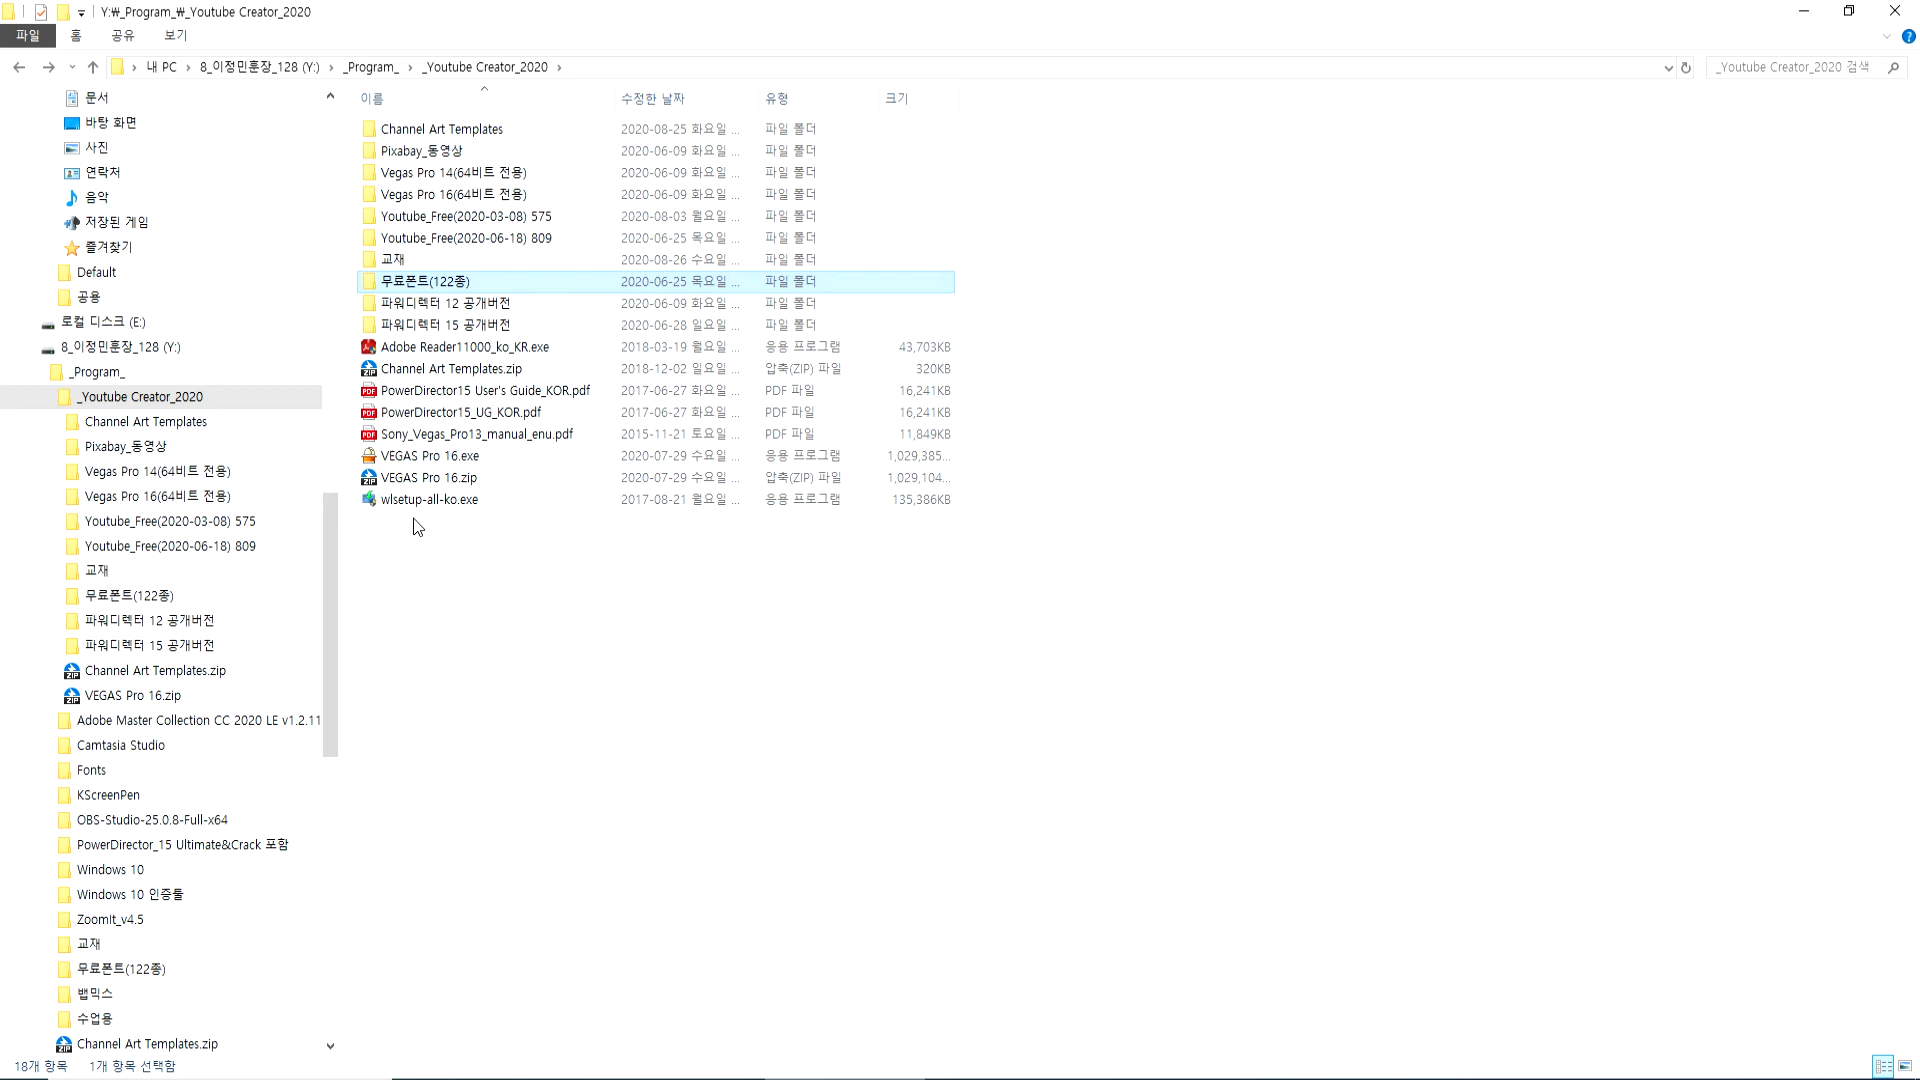 Y:₩_Program_₩_Youtube Creator_2020
파일 홈 공유 보기
내 PC › 8_이정민훈장_128 (Y:) › _Program_ › _Youtube Creator_2020 ›
_Youtube Creator_2020 검색
문서
바탕 화면
사진
연락처
음악
저장된 게임
즐겨찾기
Default
공용
로컬 디스크 (E:)
8_이정민훈장_128 (Y:)
_Program_
_Youtube Creator_2020
Channel Art Templates
Pixabay_동영상
Vegas Pro 14(64비트 전용)
Vegas Pro 16(64비트 전용)
Youtube_Free(2020-03-08) 575
Youtube_Free(2020-06-18) 809
교재
무료폰트(122종)
파워디렉터 12 공개버전
파워디렉터 15 공개버전
Channel Art Templates.zip
VEGAS Pro 16.zip
Adobe Master Collection CC 2020 LE v1.2.11
Camtasia Studio
Fonts
KScreenPen
OBS-Studio-25.0.8-Full-x64
PowerDirector_15 Ultimate&Crack 포함
Windows 10
Windows 10 인증툴
ZoomIt_v4.5
교재
무료폰트(122종)
뱁믹스
수업용
Channel Art Templates.zip
이름 수정한 날짜 유형 크기
Channel Art Templates 2020-08-25 화요일 ... 파일 폴더
Pixabay_동영상 2020-06-09 화요일 ... 파일 폴더
Vegas Pro 14(64비트 전용) 2020-06-09 화요일 ... 파일 폴더
Vegas Pro 16(64비트 전용) 2020-06-09 화요일 ... 파일 폴더
Youtube_Free(2020-03-08) 575 2020-08-03 월요일 ... 파일 폴더
Youtube_Free(2020-06-18) 809 2020-06-25 목요일 ... 파일 폴더
교재 2020-08-26 수요일 ... 파일 폴더
무료폰트(122종) 2020-06-25 목요일 ... 파일 폴더
파워디렉터 12 공개버전 2020-06-09 화요일 ... 파일 폴더
파워디렉터 15 공개버전 2020-06-28 일요일 ... 파일 폴더
Adobe Reader11000_ko_KR.exe 2018-03-19 월요일 ... 응용 프로그램 43,703KB
Channel Art Templates.zip 2018-12-02 일요일 ... 압축(ZIP) 파일 320KB
PowerDirector15 User's Guide_KOR.pdf 2017-06-27 화요일 ... PDF 파일 16,241KB
PowerDirector15_UG_KOR.pdf 2017-06-27 화요일 ... PDF 파일 16,241KB
Sony_Vegas_Pro13_manual_enu.pdf 2015-11-21 토요일 ... PDF 파일 11,849KB
VEGAS Pro 16.exe 2020-07-29 수요일 ... 응용 프로그램 1,029,385...
VEGAS Pro 16.zip 2020-07-29 수요일 ... 압축(ZIP) 파일 1,029,104...
wlsetup-all-ko.exe 2017-08-21 월요일 ... 응용 프로그램 135,386KB
18개 항목 1개 항목 선택함